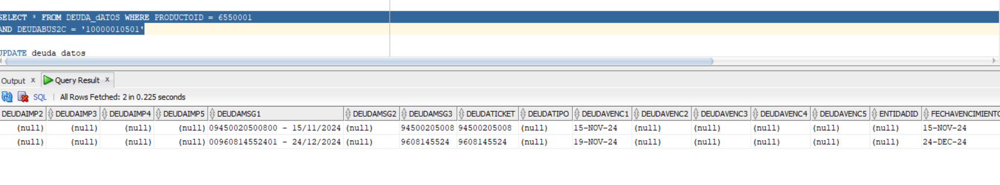 SELECT * FROM DEUDA_dATOS WHERE PRODUCTOID = 6550001
AND DEUDABUS2C = '10000010501'
UPDATE deuda datos
Output x Query Result x
SQL | All Rows Fetched: 2 in 0.225 seconds
DEUDAIMP2 DEUDAIMP3 DEUDAIMP4 DEUDAIMP5 DEUDAMSG1 DEUDAMSG2 DEUDAMSG3 DEUDATICKET DEUDATIPO DEUDAVENC1 DEUDAVENC2 DEUDAVENC3 DEUDAVENC4 DEUDAVENC5 ENTIDADID FECHAVENCIMIENTO
(null) (null) (null) (null) 09450020500800 - 15/11/2024 (null) 94500205008 94500205008 (null) 15-NOV-24 (null) (null) (null) (null) (null) 15-NOV-24
(null) (null) (null) (null) 00960814552401 - 24/12/2024 (null) 9608145524 9608145524 (null) 19-NOV-24 (null) (null) (null) (null) (null) 24-DEC-24